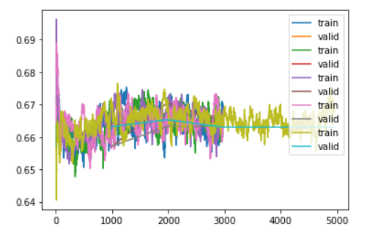 0.69
0.68
0.67
0.66
0.65
0.64
0
1000
2000
3000
4000
5000
train
valid
train
valid
train
valid
train
valid
train
valid